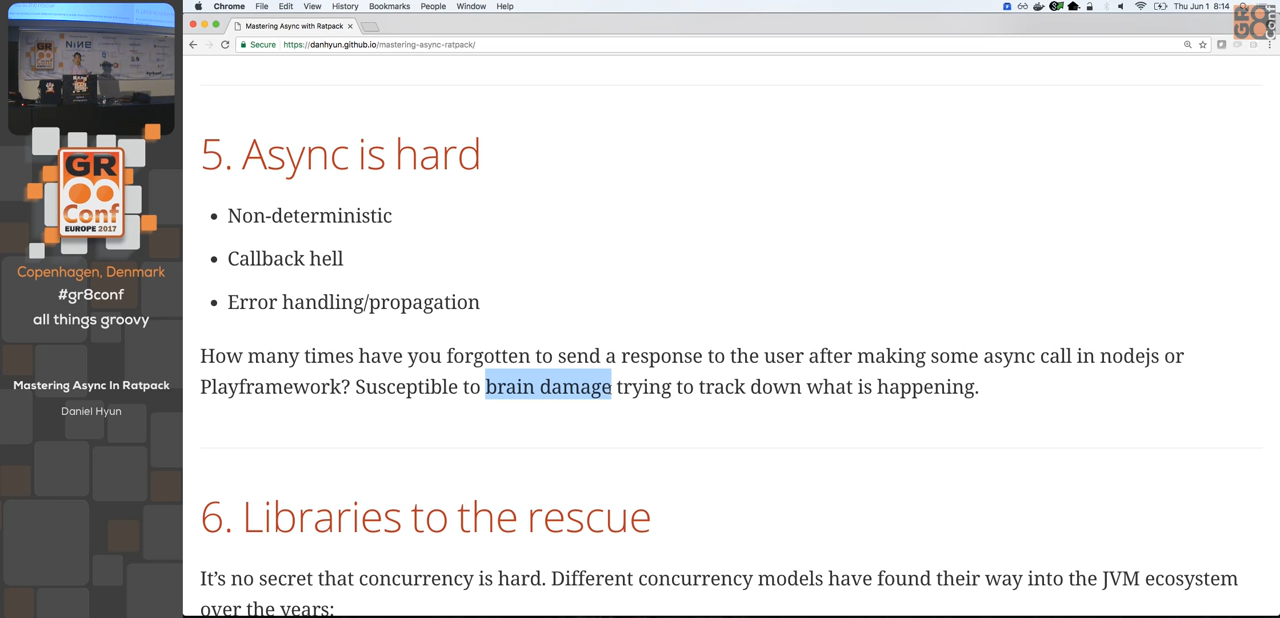 Chrome File Edit View History Bookmarks People Window Help
Thu Jun 1 8:14
Mastering Async with Ratpack
Secure https://danhyun.github.io/mastering-async-ratpack/
5. Async is hard
Non-deterministic
Callback hell
Error handling/propagation
How many times have you forgotten to send a response to the user after making some async call in nodejs or
Playframework? Susceptible to brain damage trying to track down what is happening.
6. Libraries to the rescue
It's no secret that concurrency is hard. Different concurrency models have found their way into the JVM ecosystem
over the years:
GR
Conf
EUROPE 2017
Copenhagen, Denmark
#gr8conf
all things groovy
Mastering Async In Ratpack
Daniel Hyun